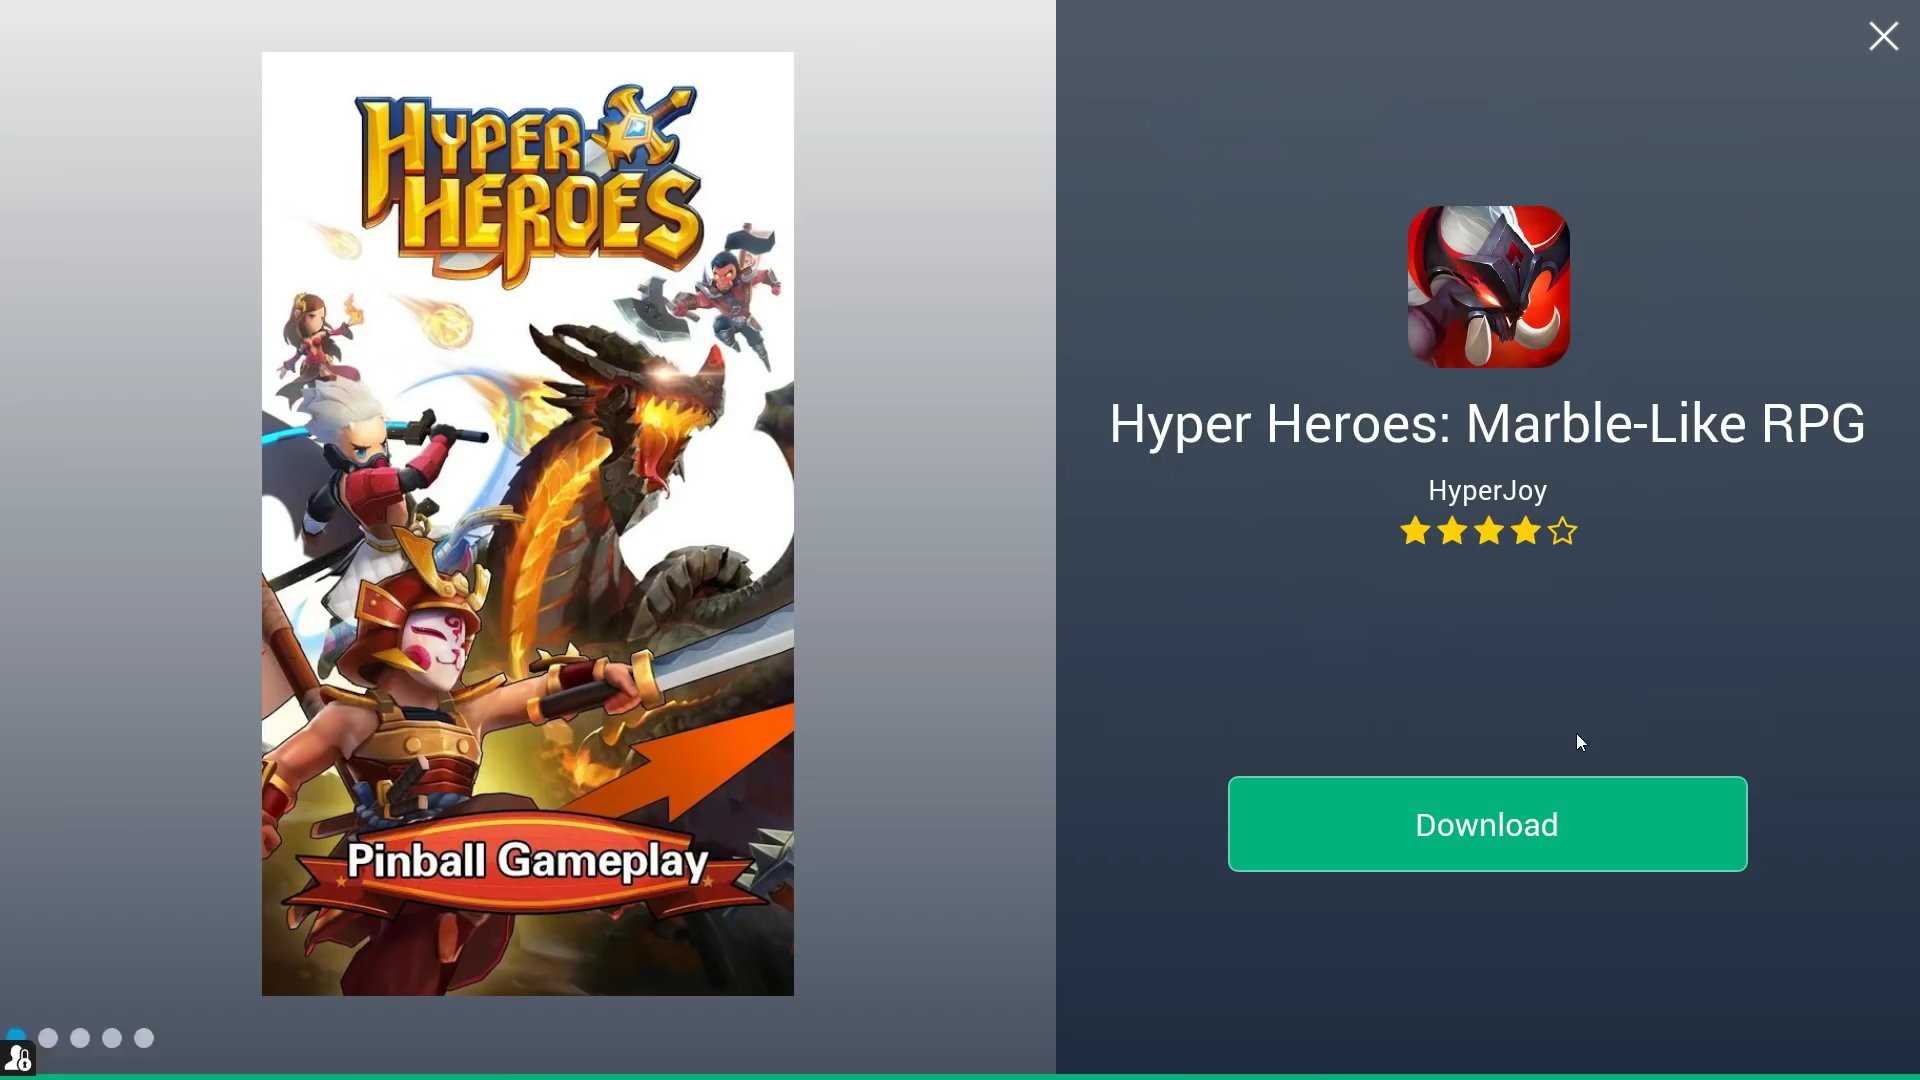 HYPER
HEROES
Pinball Gameplay
Hyper Heroes: Marble-Like RPG
HyperJoy
Download